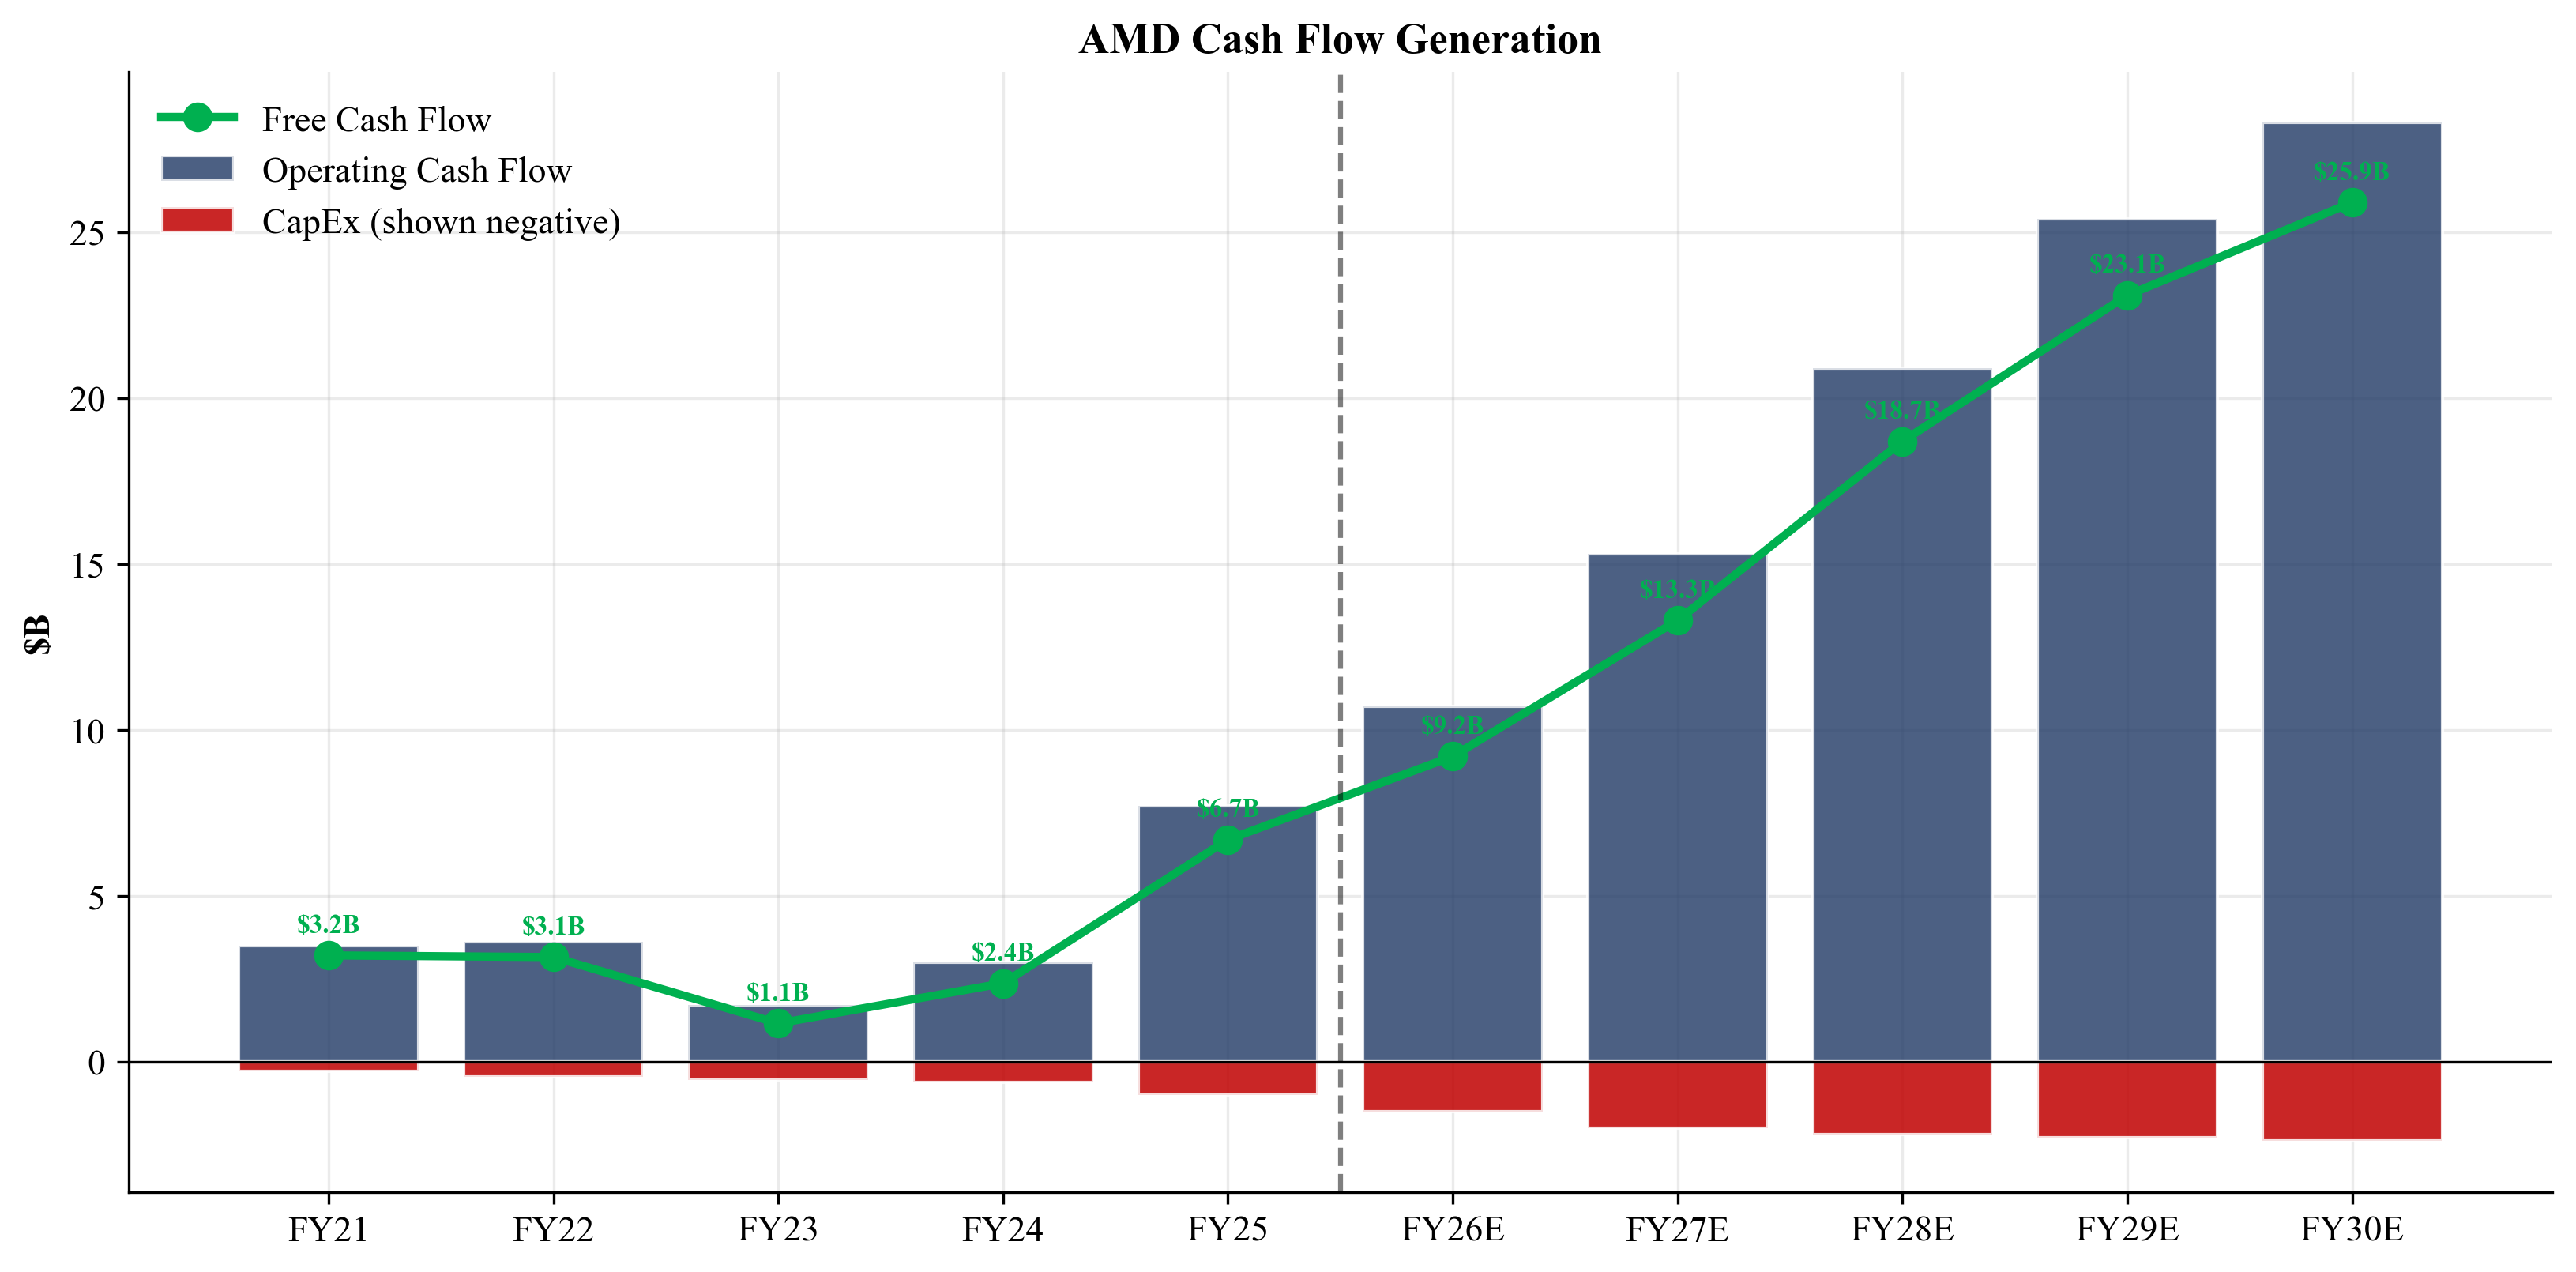 AMD Cash Flow Generation
Free Cash Flow
Operating Cash Flow
CapEx (shown negative)
$B
25
20
15
10
5
0
$3.2B
$3.1B
$1.1B
$2.4B
$6.7B
$9.2B
$13.3B
$18.7B
$23.1B
$25.9B
FY21
FY22
FY23
FY24
FY25
FY26E
FY27E
FY28E
FY29E
FY30E